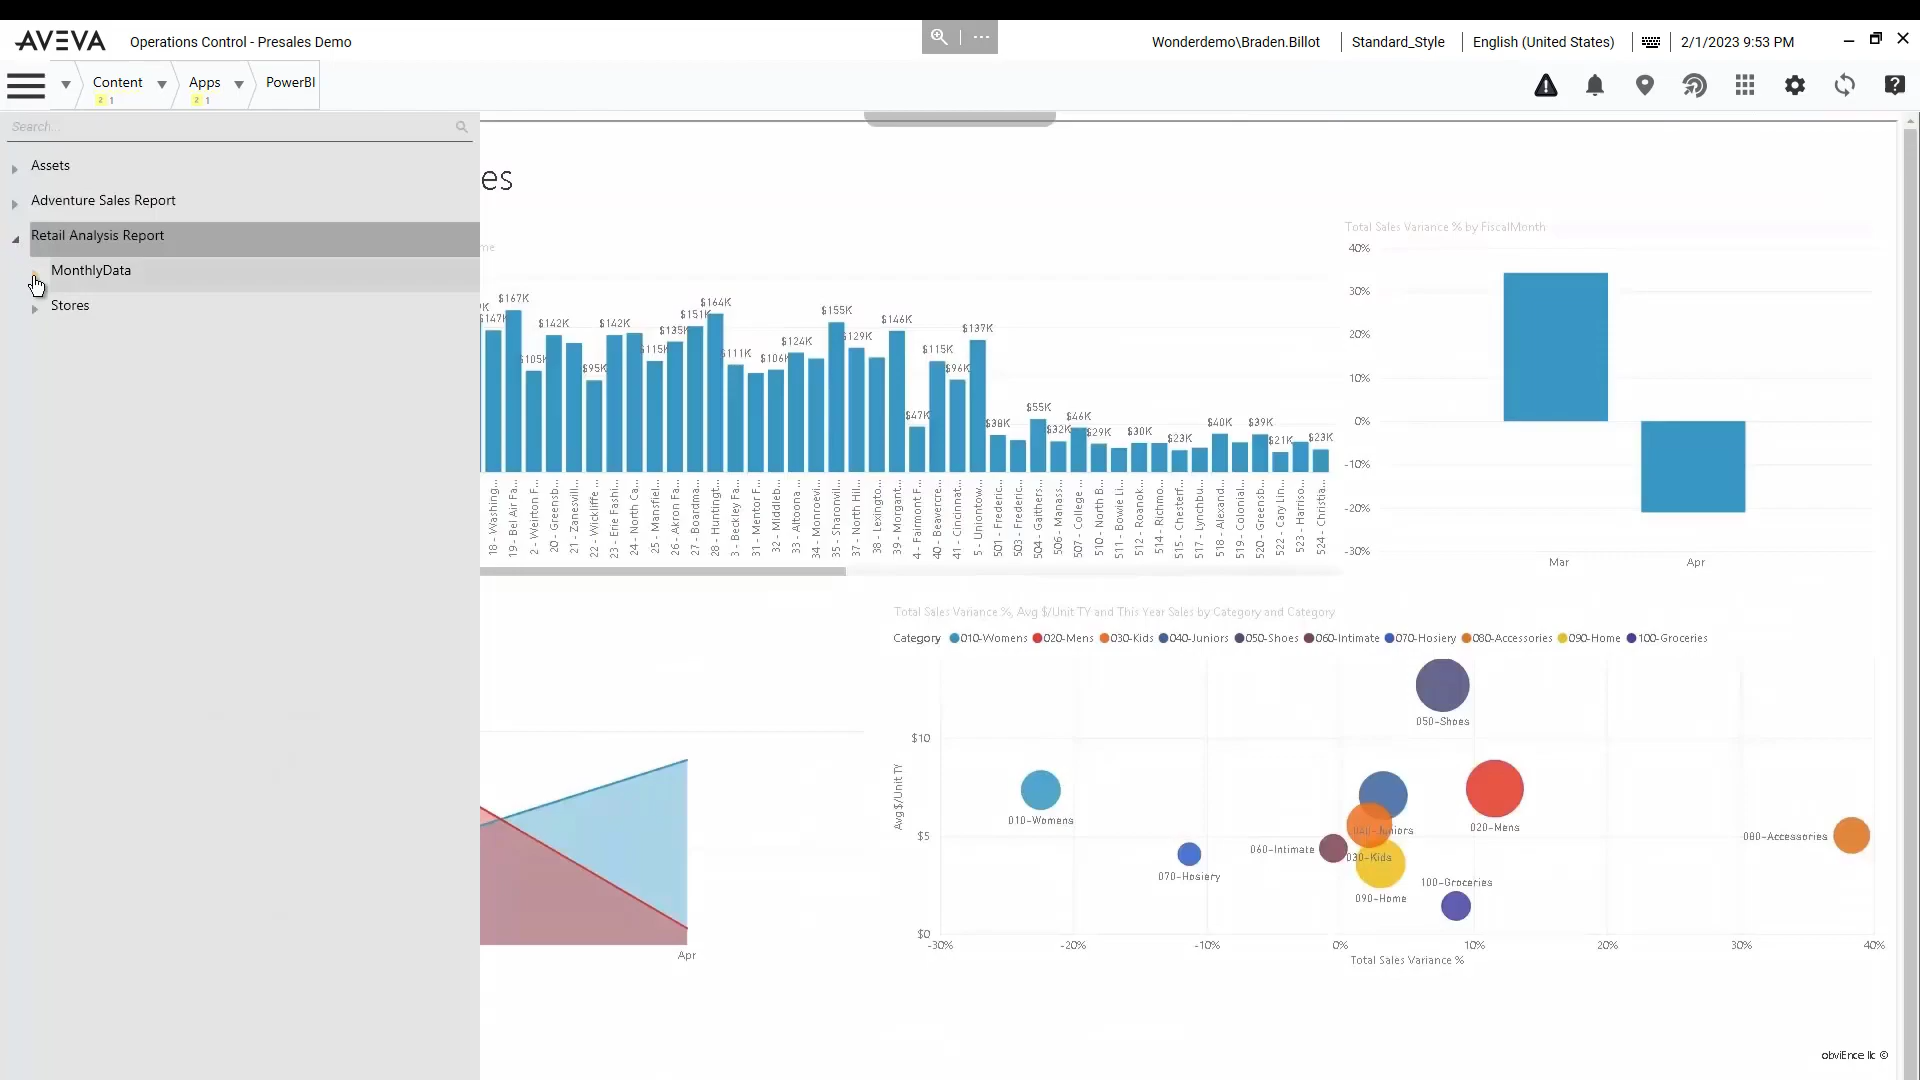 AVEVA Operations Control - Presales Demo
Wonderdemo\Braden.Billot Standard_Style English (United States) 2/1/2023 9:53 PM
Content Apps PowerBI
2 1 2 1
Search...
Assets
Adventure Sales Report
Retail Analysis Report
MonthlyData
Stores
es
me
$147K $167K $105K $142K $95K $142K $115K $135K $151K $164K $111K $106K $124K $155K $129K $146K $47K $115K $96K $137K $38K $55K $32K $46K $29K $30K $23K $40K $39K $21K $23K
18 - Washing...
19 - Bel Air Fa...
2 - Weirton F...
20 - Greensb...
21 - Zanesvill...
22 - Wickliffe ...
23 - Erie Fashi...
24 - North Ca...
25 - Mansfiel...
26 - Akron Fa...
27 - Boardma...
28 - Huntingt...
3 - Beckley Fa...
31 - Mentor F...
32 - Middleb...
33 - Altoona ...
34 - Monroevi...
35 - Sharonvil...
37 - North Hil...
38 - Lexingto...
39 - Morgant...
4 - Fairmont F...
40 - Beavercre...
41 - Cincinnat...
5 - Uniontow...
501 - Frederic...
503 - Frederic...
504 - Gaithers...
506 - Manass...
507 - College ...
510 - North B...
511 - Bowie Li...
512 - Roanok...
514 - Richmo...
515 - Chesterf...
517 - Lynchbu...
518 - Alexand...
519 - Colonial...
520 - Greensb...
522 - Cary Lin...
523 - Harriso...
524 - Christia...
Total Sales Variance % by FiscalMonth
40%
30%
20%
10%
0%
-10%
-20%
-30%
Mar Apr
Apr
Total Sales Variance %, Avg $/Unit TY and This Year Sales by Category and Category
Category 010-Womens 020-Mens 030-Kids 040-Juniors 050-Shoes 060-Intimate 070-Hosiery 080-Accessories 090-Home 100-Groceries
Avg $/Unit TY
$10
$5
$0
050-Shoes
010-Womens
020-Mens
040-Juniors
080-Accessories
060-Intimate
030-Kids
070-Hosiery
100-Groceries
090-Home
-30% -20% -10% 0% 10% 20% 30% 40%
Total Sales Variance %
obviEnce llc ©